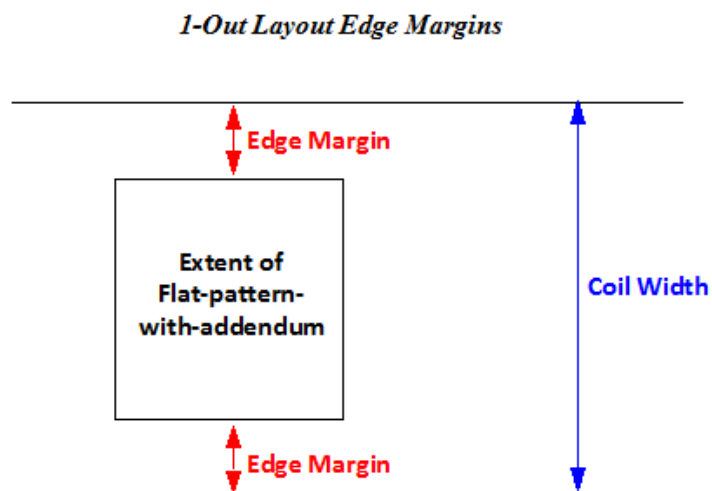 1-Out Layout Edge Margins
Edge Margin
Extent of
Flat-pattern-
with-addendum
Coil Width
Edge Margin